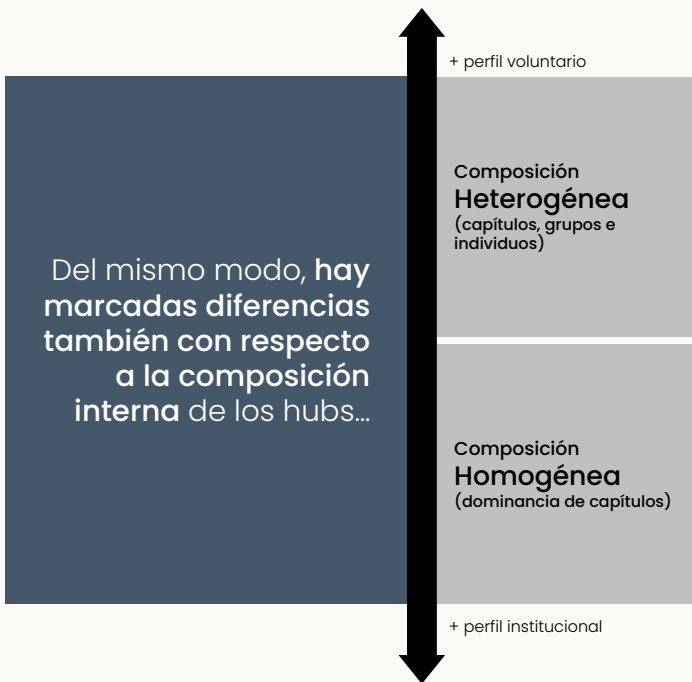 + perfil voluntario
Del mismo modo, hay
marcadas diferencias
también con respecto
a la composición
interna de los hubs...
Composición
Heterogénea
(capítulos, grupos e
individuos)
Composición
Homogénea
(dominancia de capítulos)
+ perfil institucional